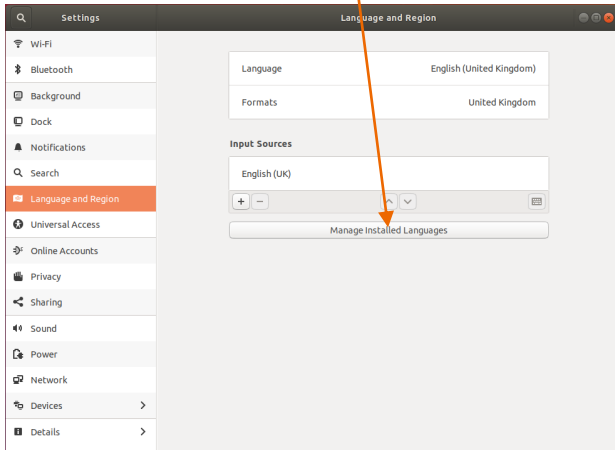 Settings
Language and Region
Wi-Fi
Bluetooth
Background
Dock
Notifications
Search
Language and Region
Universal Access
Online Accounts
Privacy
Sharing
Sound
Power
Network
Devices
Details
Language English (United Kingdom)
Formats United Kingdom
Input Sources
English (UK)
Manage Installed Languages